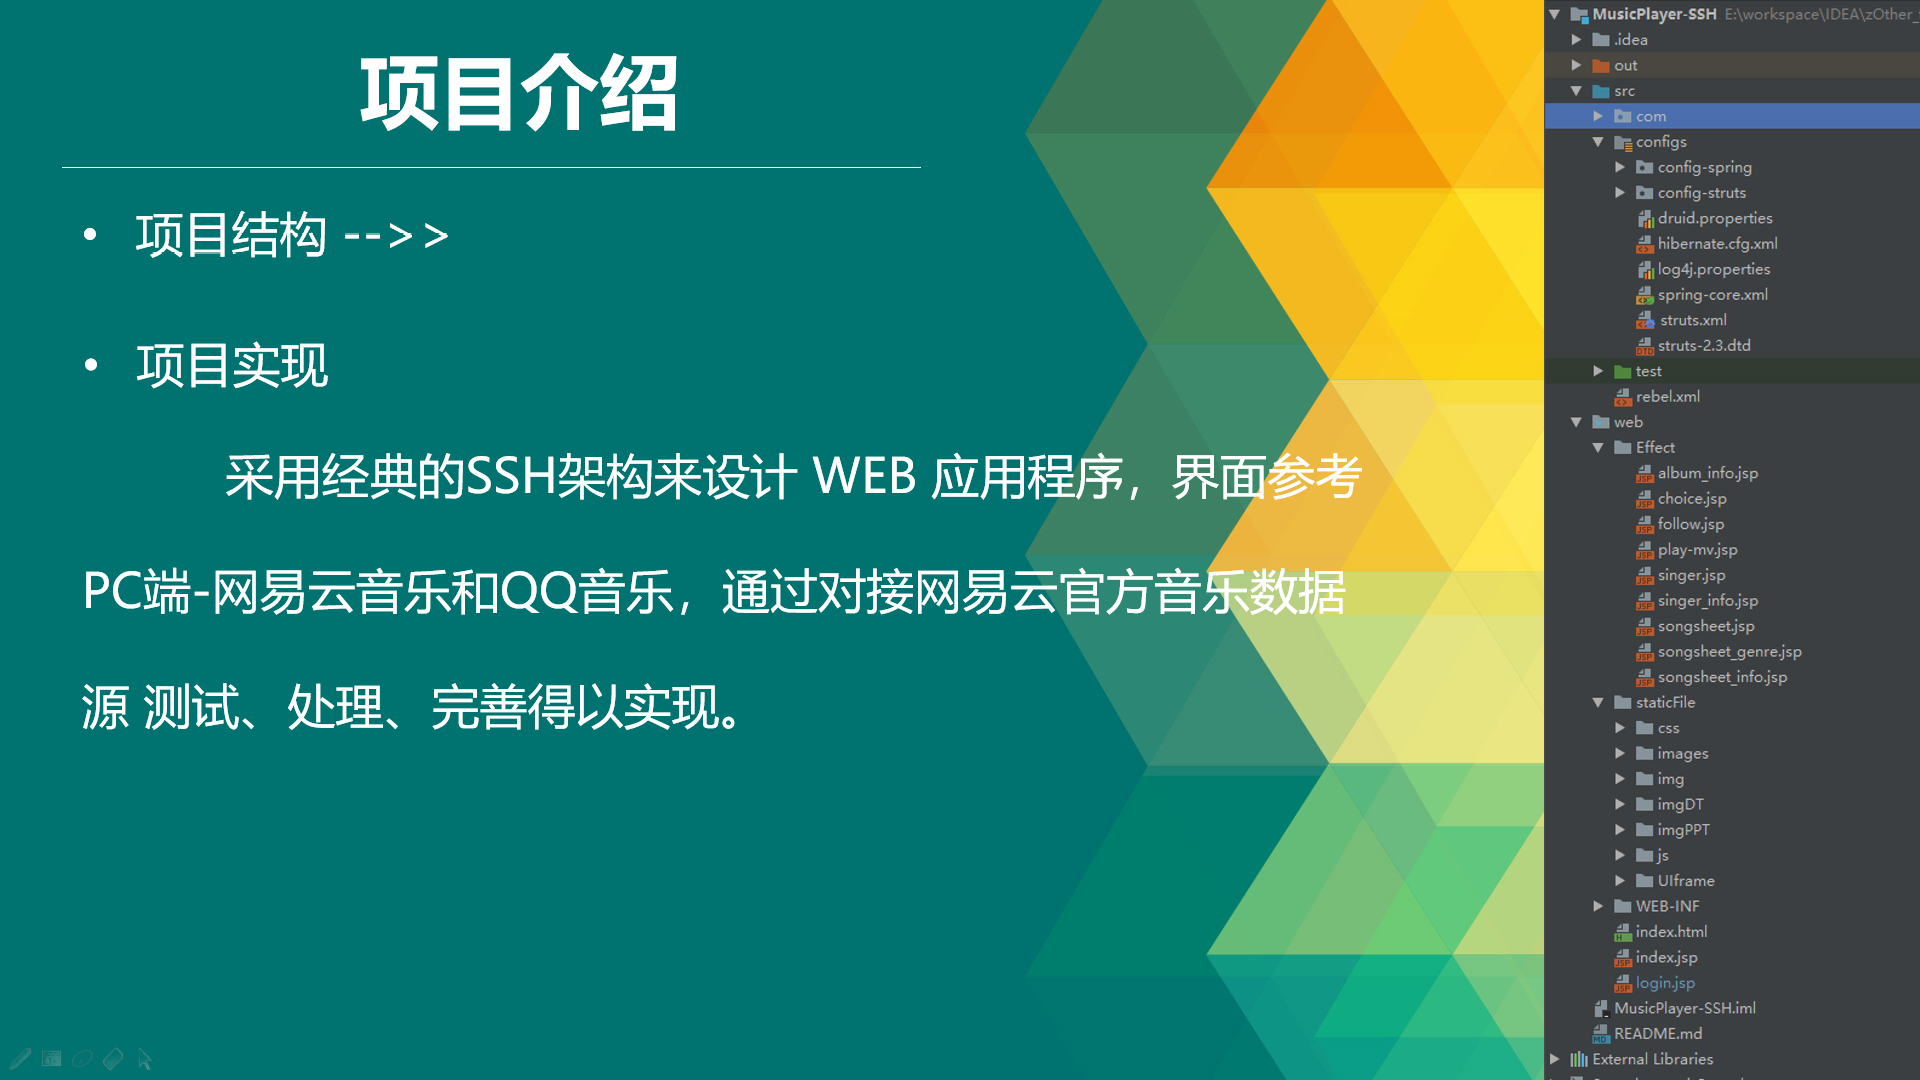 项目介绍
• 项目结构 -->>
• 项目实现
采用经典的SSH架构来设计 WEB 应用程序，界面参考
PC端-网易云音乐和QQ音乐，通过对接网易云官方音乐数据
源 测试、处理、完善得以实现。
MusicPlayer-SSH E:\workspace\IDEA\zOther_
.idea
out
src
com
configs
config-spring
config-struts
druid.properties
hibernate.cfg.xml
log4j.properties
spring-core.xml
struts.xml
struts-2.3.dtd
test
rebel.xml
web
Effect
album_info.jsp
choice.jsp
follow.jsp
play-mv.jsp
singer.jsp
singer_info.jsp
songsheet.jsp
songsheet_genre.jsp
songsheet_info.jsp
staticFile
css
images
img
imgDT
imgPPT
js
UIframe
WEB-INF
index.html
index.jsp
login.jsp
MusicPlayer-SSH.iml
README.md
External Libraries